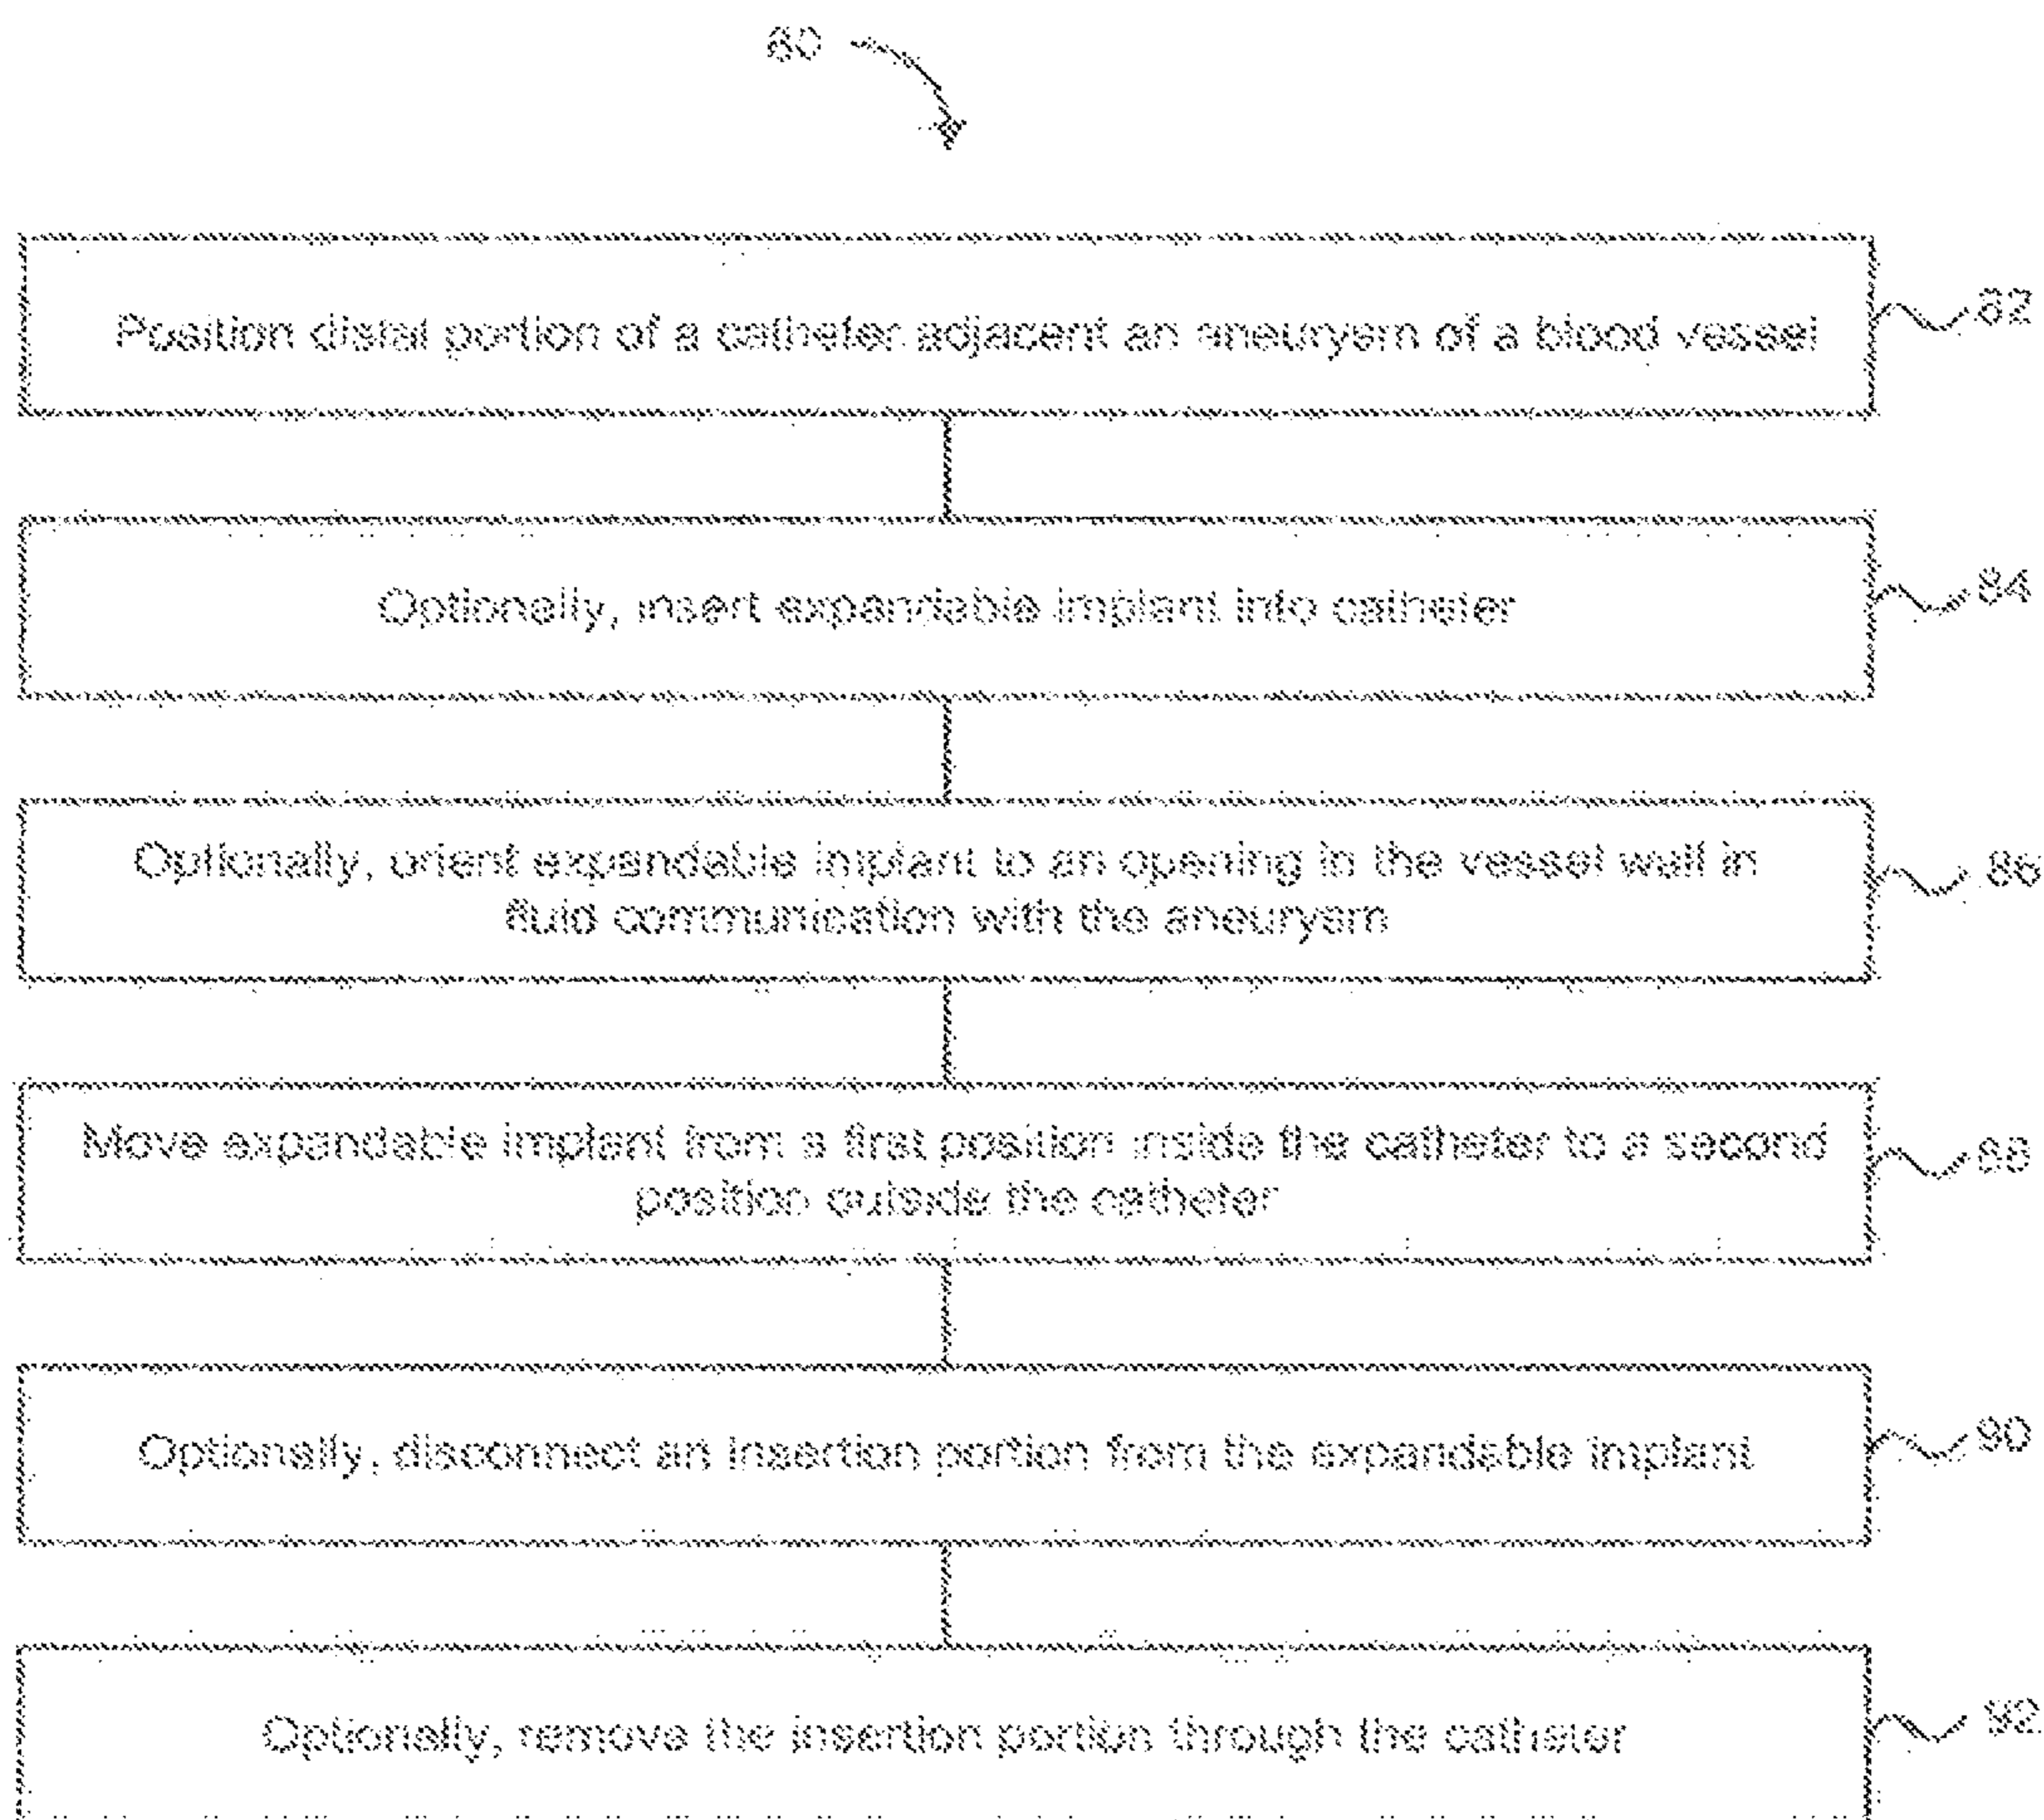 80
Position distal portion of a catheter adjacent an aneurysm of a blood vessel
82
Optionally, insert expandable implant into catheter
84
Optionally, orient expandable implant to an opening in the vessel wall in
fluid communication with the aneurysm
86
Move expandable implant from a first position inside the catheter to a second
position outside the catheter
88
Optionally, disconnect an insertion portion from the expandable implant
90
Optionally, remove the insertion portion through the catheter
92